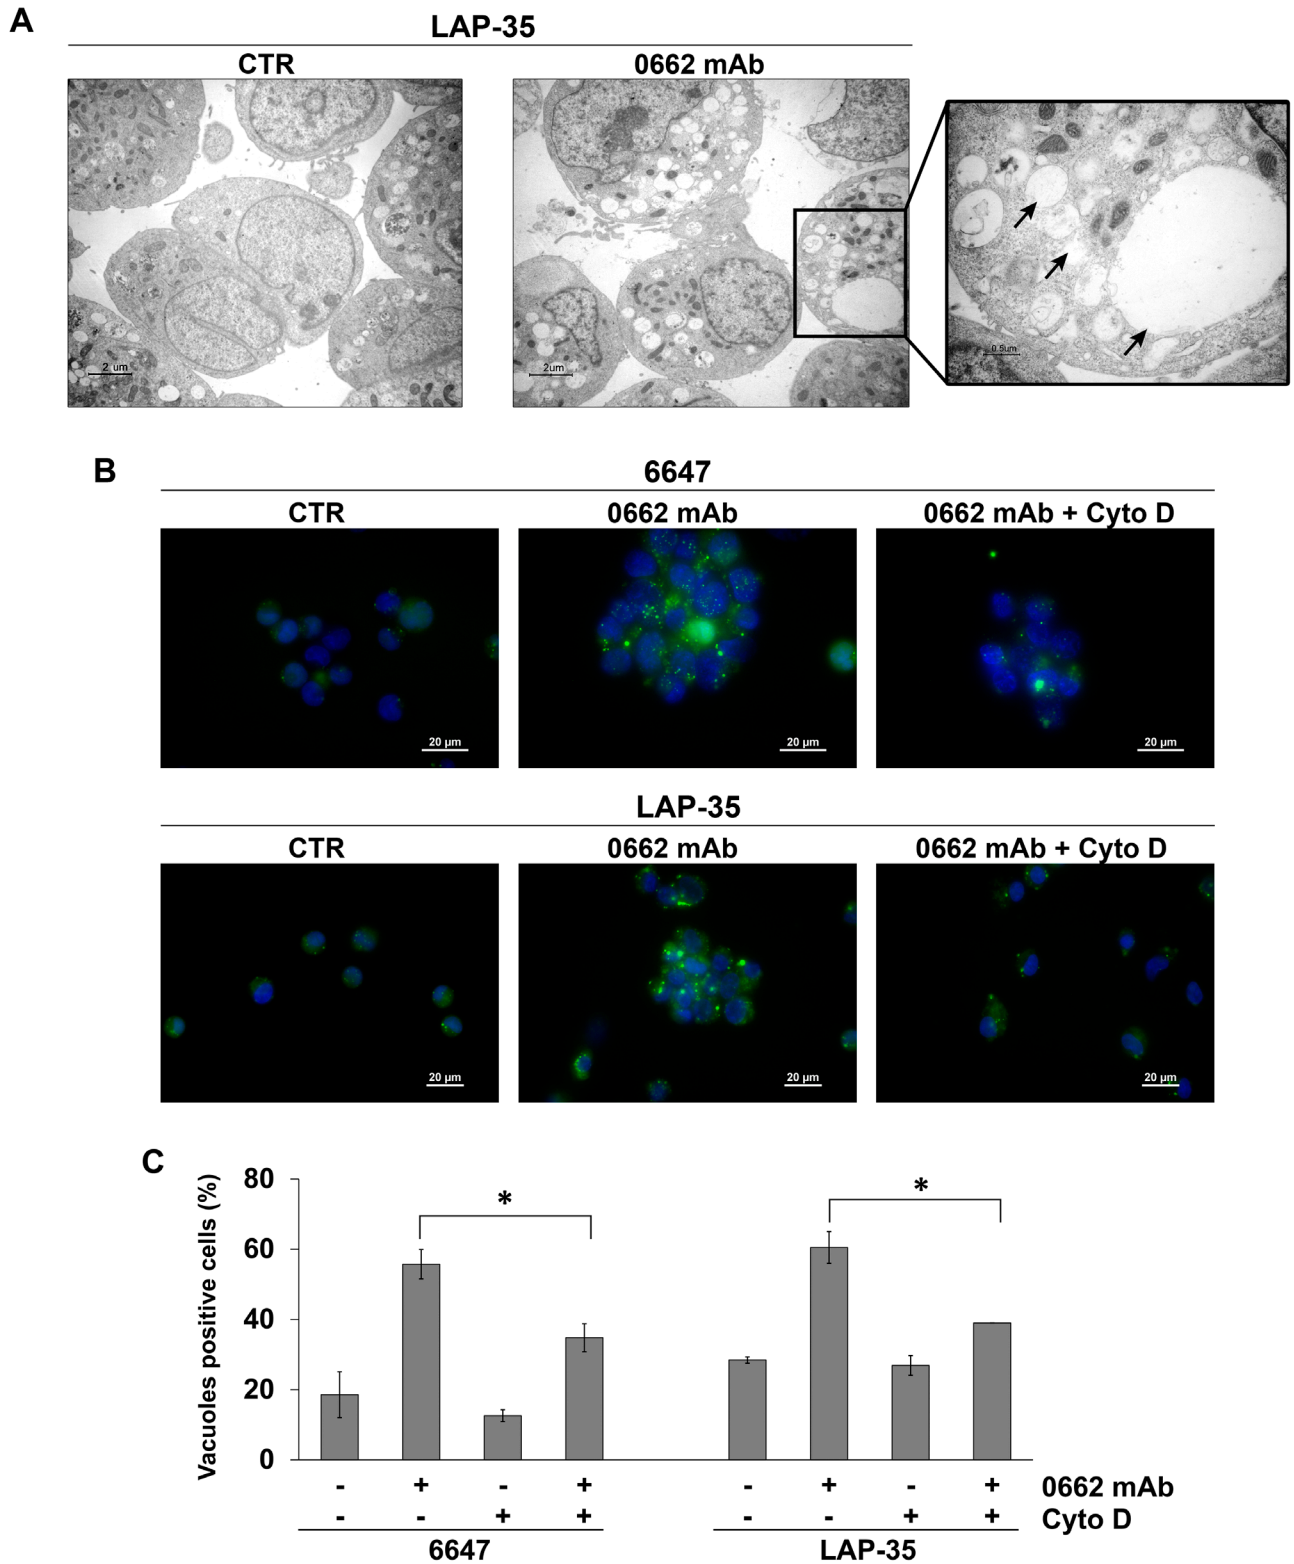 A
LAP-35
CTR
0662 mAb
2 um
2um
0.5um
B
6647
CTR
0662 mAb
0662 mAb + Cyto D
20 µm
20 µm
20 µm
LAP-35
CTR
0662 mAb
0662 mAb + Cyto D
20 µm
20 µm
20 µm
C
Vacuoles positive cells (%)
80
60
40
20
0
*
*
- + - + - + - + 0662 mAb
- - + + - - + + Cyto D
6647
LAP-35